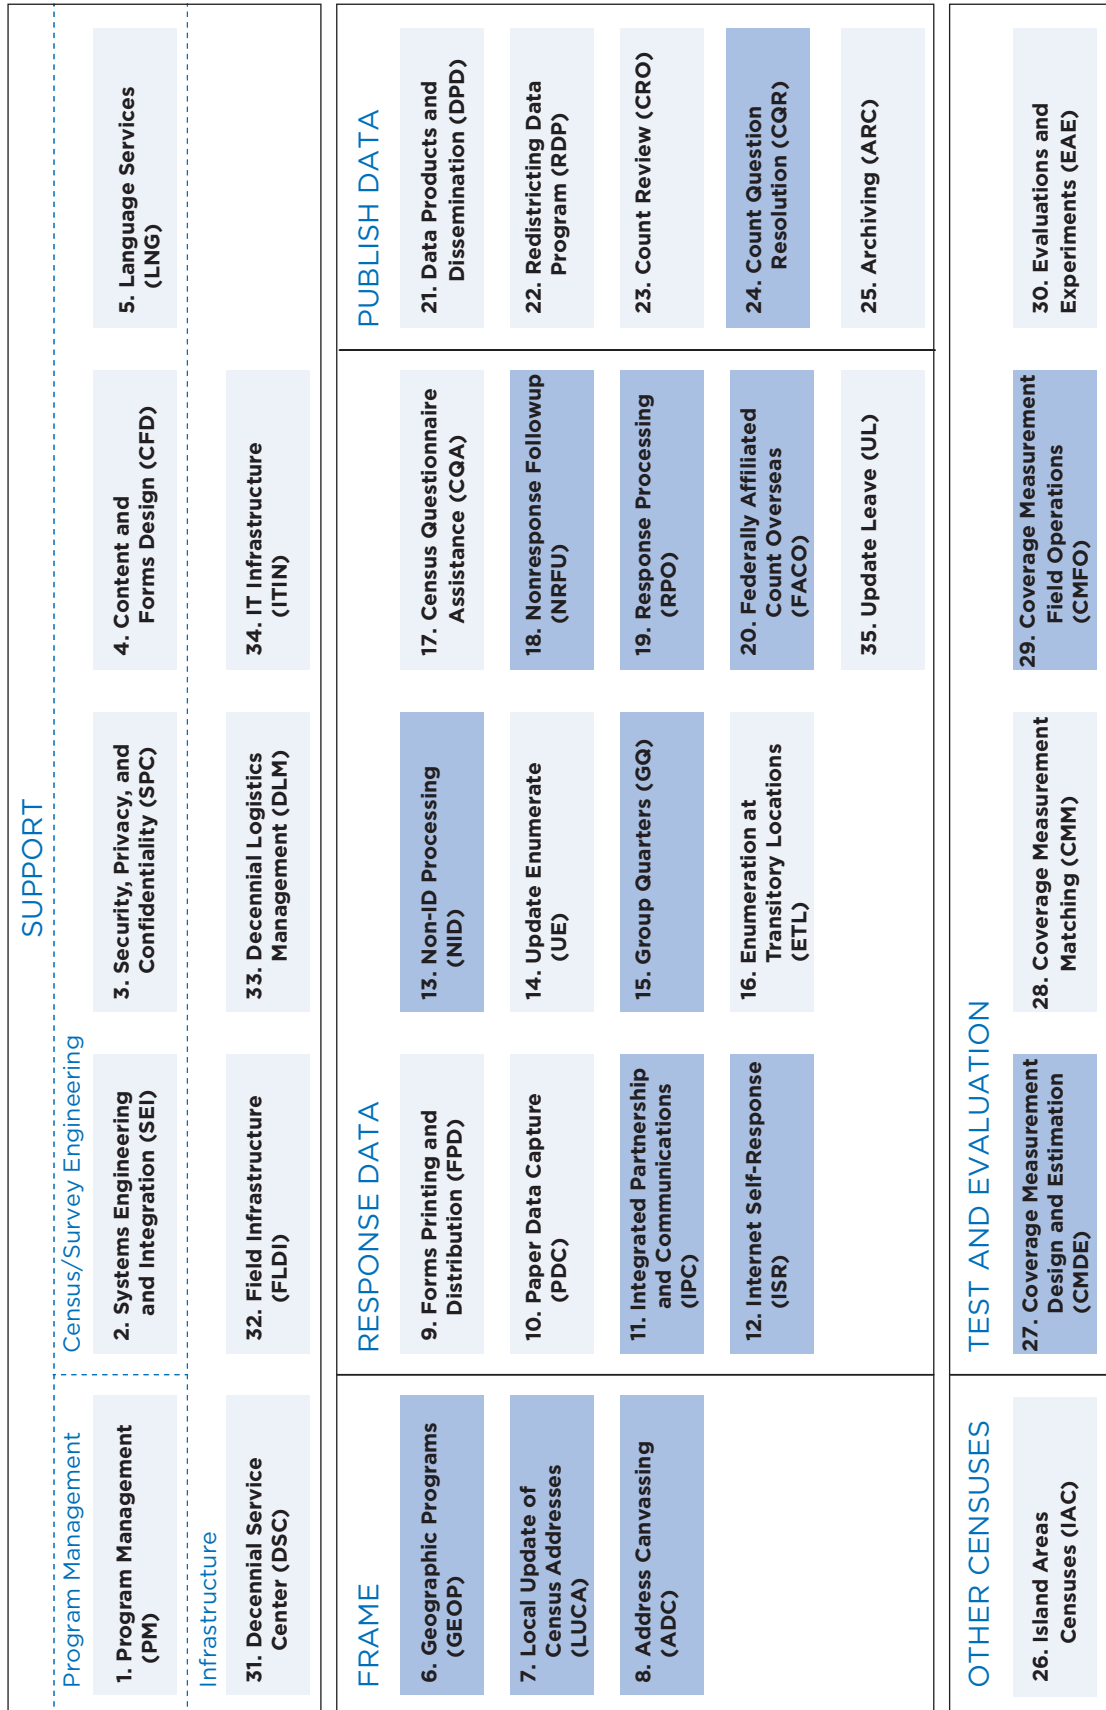 SUPPORT
Program Management
Census/Survey Engineering
1. Program Management
(PM)
2. Systems Engineering
and Integration (SEI)
3. Security, Privacy, and
Confidentiality (SPC)
4. Content and
Forms Design (CFD)
5. Language Services
(LNG)
Infrastructure
31. Decennial Service
Center (DSC)
32. Field Infrastructure
(FLDI)
33. Decennial Logistics
Management (DLM)
34. IT Infrastructure
(ITIN)
FRAME
6. Geographic Programs
(GEOP)
7. Local Update of
Census Addresses
(LUCA)
8. Address Canvassing
(ADC)
RESPONSE DATA
9. Forms Printing and
Distribution (FPD)
10. Paper Data Capture
(PDC)
11. Integrated Partnership
and Communications
(IPC)
12. Internet Self-Response
(ISR)
13. Non-ID Processing
(NID)
14. Update Enumerate
(UE)
15. Group Quarters (GQ)
16. Enumeration at
Transitory Locations
(ETL)
17. Census Questionnaire
Assistance (CQA)
18. Nonresponse Followup
(NRFU)
19. Response Processing
(RPO)
20. Federally Affiliated
Count Overseas
(FACO)
35. Update Leave (UL)
PUBLISH DATA
21. Data Products and
Dissemination (DPD)
22. Redistricting Data
Program (RDP)
23. Count Review (CRO)
24. Count Question
Resolution (CQR)
25. Archiving (ARC)
OTHER CENSUSES
26. Island Areas
Censuses (IAC)
TEST AND EVALUATION
27. Coverage Measurement
Design and Estimation
(CMDE)
28. Coverage Measurement
Matching (CMM)
29. Coverage Measurement
Field Operations
(CMFO)
30. Evaluations and
Experiments (EAE)